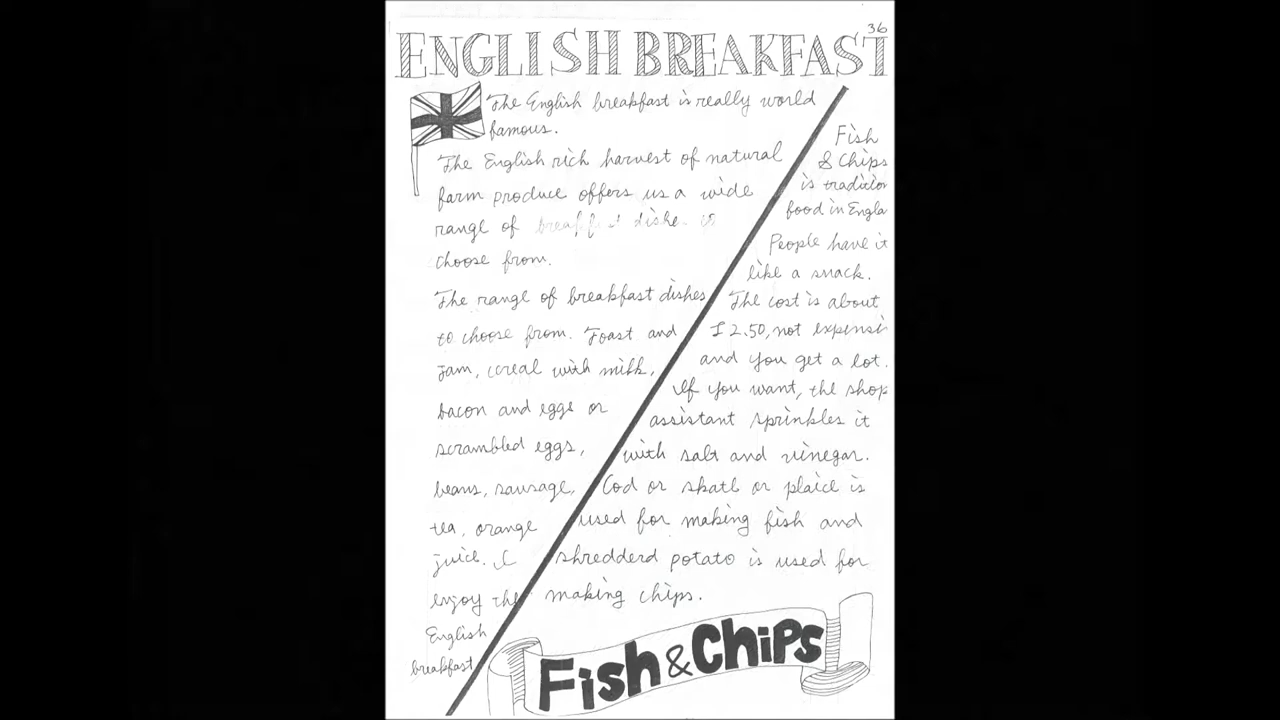 36
ENGLISH BREAKFAST
The English breakfast is really world
famous.
The English rich harvest of natural
farm produce offers us a wide
range of
choose from.
The range of breakfast dishes
to choose from. Toast and
jam, cereal with milk,
bacon and eggs or
scrambled eggs,
beans, sausage,
tea, orange
juice. I
enjoy the
English
breakfast
Fish
& Chips
is tradition
food in Engla
People have it
like a snack.
The cost is about
£2.50, not expensi
and you get a lot.
If you want, the shop
assistant sprinkles it
with salt and vinegar.
Cod or skate or plaice is
used for making fish and
shredderd potato is used for
making chips.
Fish & Chips